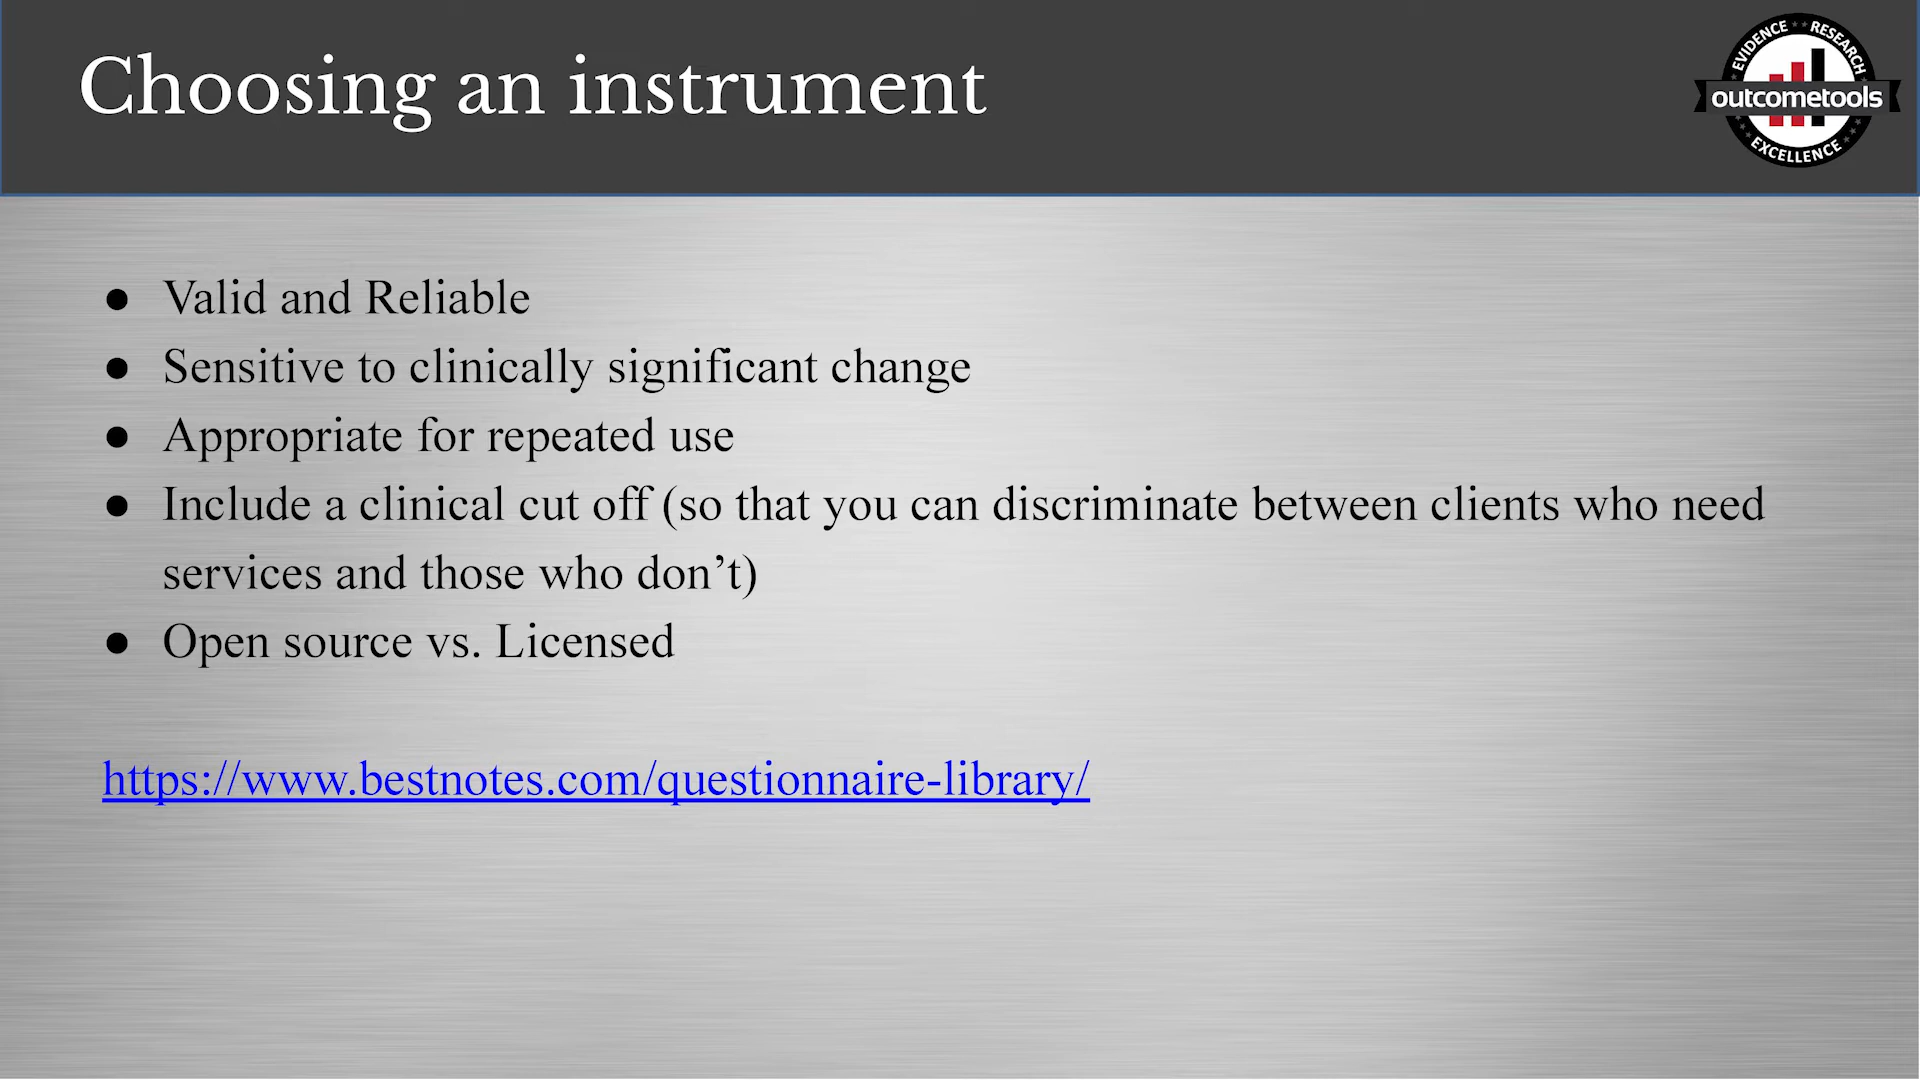 Choosing an instrument
EVIDENCE ★★ RESEARCH
outcometools
EXCELLENCE
● Valid and Reliable
● Sensitive to clinically significant change
● Appropriate for repeated use
● Include a clinical cut off (so that you can discriminate between clients who need
services and those who don’t)
● Open source vs. Licensed
https://www.bestnotes.com/questionnaire-library/